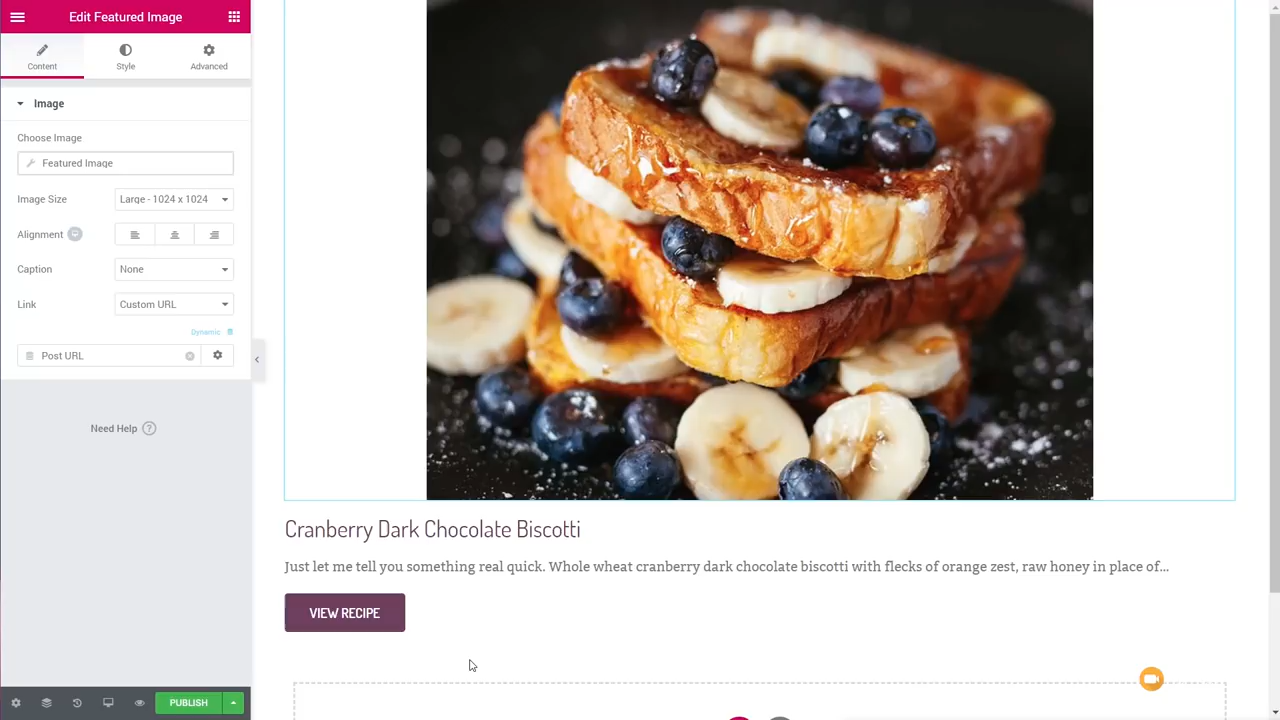 Edit Featured Image
Content
Style
Advanced
Image
Choose Image
Featured Image
Image Size
Large - 1024 x 1024
Alignment
Caption
None
Link
Custom URL
Dynamic
Post URL
Need Help
?
PUBLISH
Cranberry Dark Chocolate Biscotti
Just let me tell you something real quick. Whole wheat cranberry dark chocolate biscotti with flecks of orange zest, raw honey in place of...
VIEW RECIPE